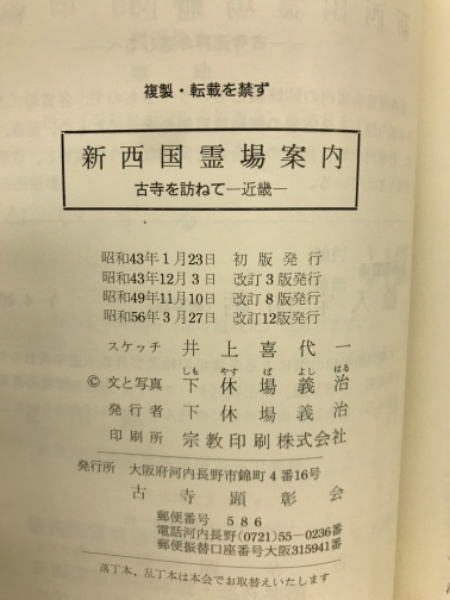 複製・転載を禁ず
新西国霊場案内
古寺を訪ねて―近畿―
昭和43年1月23日 初版発行
昭和43年12月3日 改訂3版発行
昭和49年11月10日 改訂8版発行
昭和56年3月27日 改訂12版発行
スケッチ 井上喜代一
しも やす ば よし はる
© 文と写真 下休場義治
発行者 下休場義治
印刷所 宗教印刷株式会社
発行所 大阪府河内長野市錦町4番16号
古寺顕彰会
郵便番号 586
電話河内長野(0721)55―0236番
郵便振替口座番号大阪315941番
落丁本、乱丁本は本会でお取替えいたします